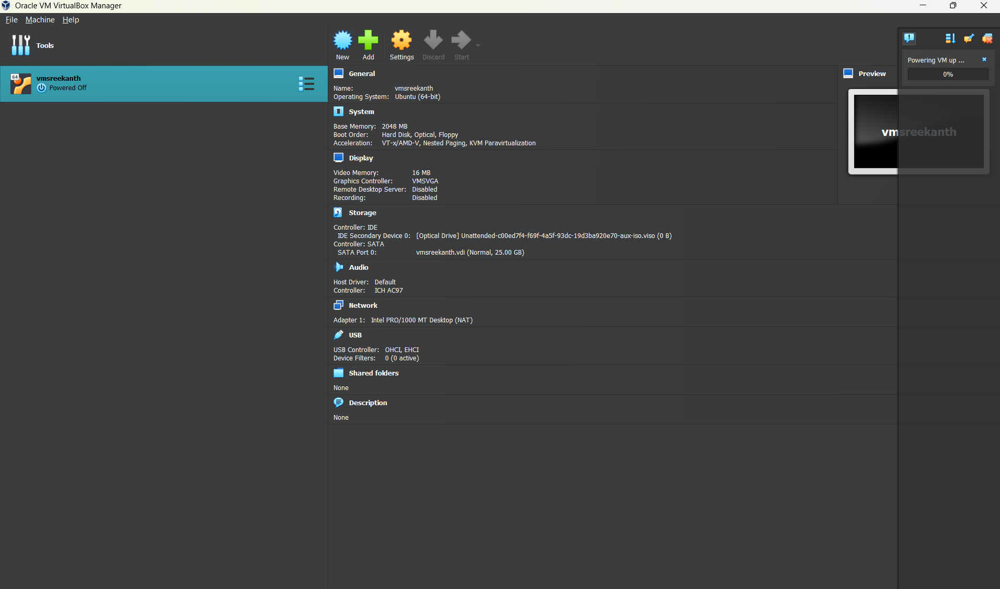 Oracle VM VirtualBox Manager
File Machine Help
Tools
New Add Settings Discard Start
64
vmsreekanth
Powered Off
General
Name: vmsreekanth
Operating System: Ubuntu (64-bit)
System
Base Memory: 2048 MB
Boot Order: Hard Disk, Optical, Floppy
Acceleration: VT-x/AMD-V, Nested Paging, KVM Paravirtualization
Display
Video Memory: 16 MB
Graphics Controller: VMSVGA
Remote Desktop Server: Disabled
Recording: Disabled
Storage
Controller: IDE
IDE Secondary Device 0: [Optical Drive] Unattended-c00ed7f4-f69f-4a5f-93dc-19d3ba920e70-aux-iso.viso (0 B)
Controller: SATA
SATA Port 0: vmsreekanth.vdi (Normal, 25.00 GB)
Audio
Host Driver: Default
Controller: ICH AC97
Network
Adapter 1: Intel PRO/1000 MT Desktop (NAT)
USB
USB Controller: OHCI, EHCI
Device Filters: 0 (0 active)
Shared folders
None
Description
None
Preview
vmsreekanth
Powering VM up ...
0%